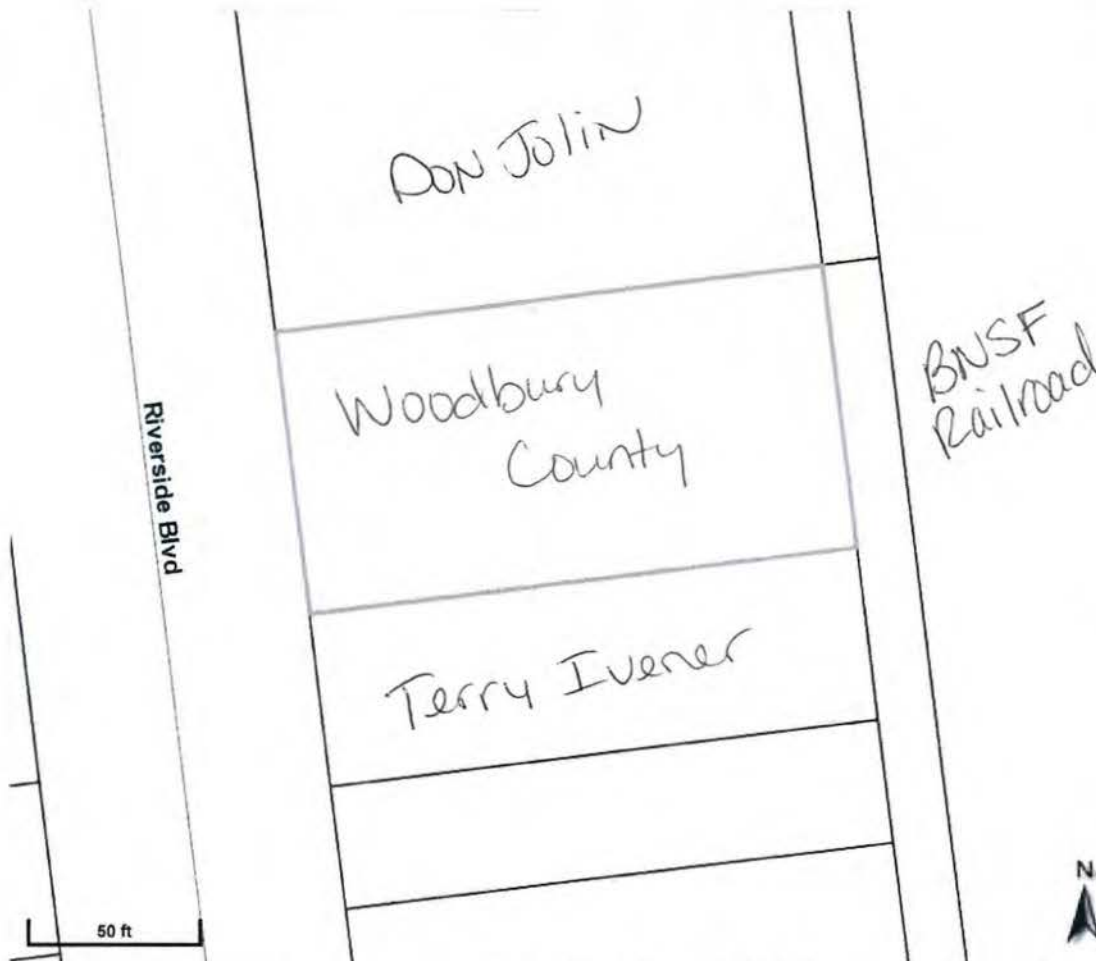 Don Jolin
BNSF
Railroad
Woodbury
County
Riverside Blvd
Terry Ivener
50 ft
N